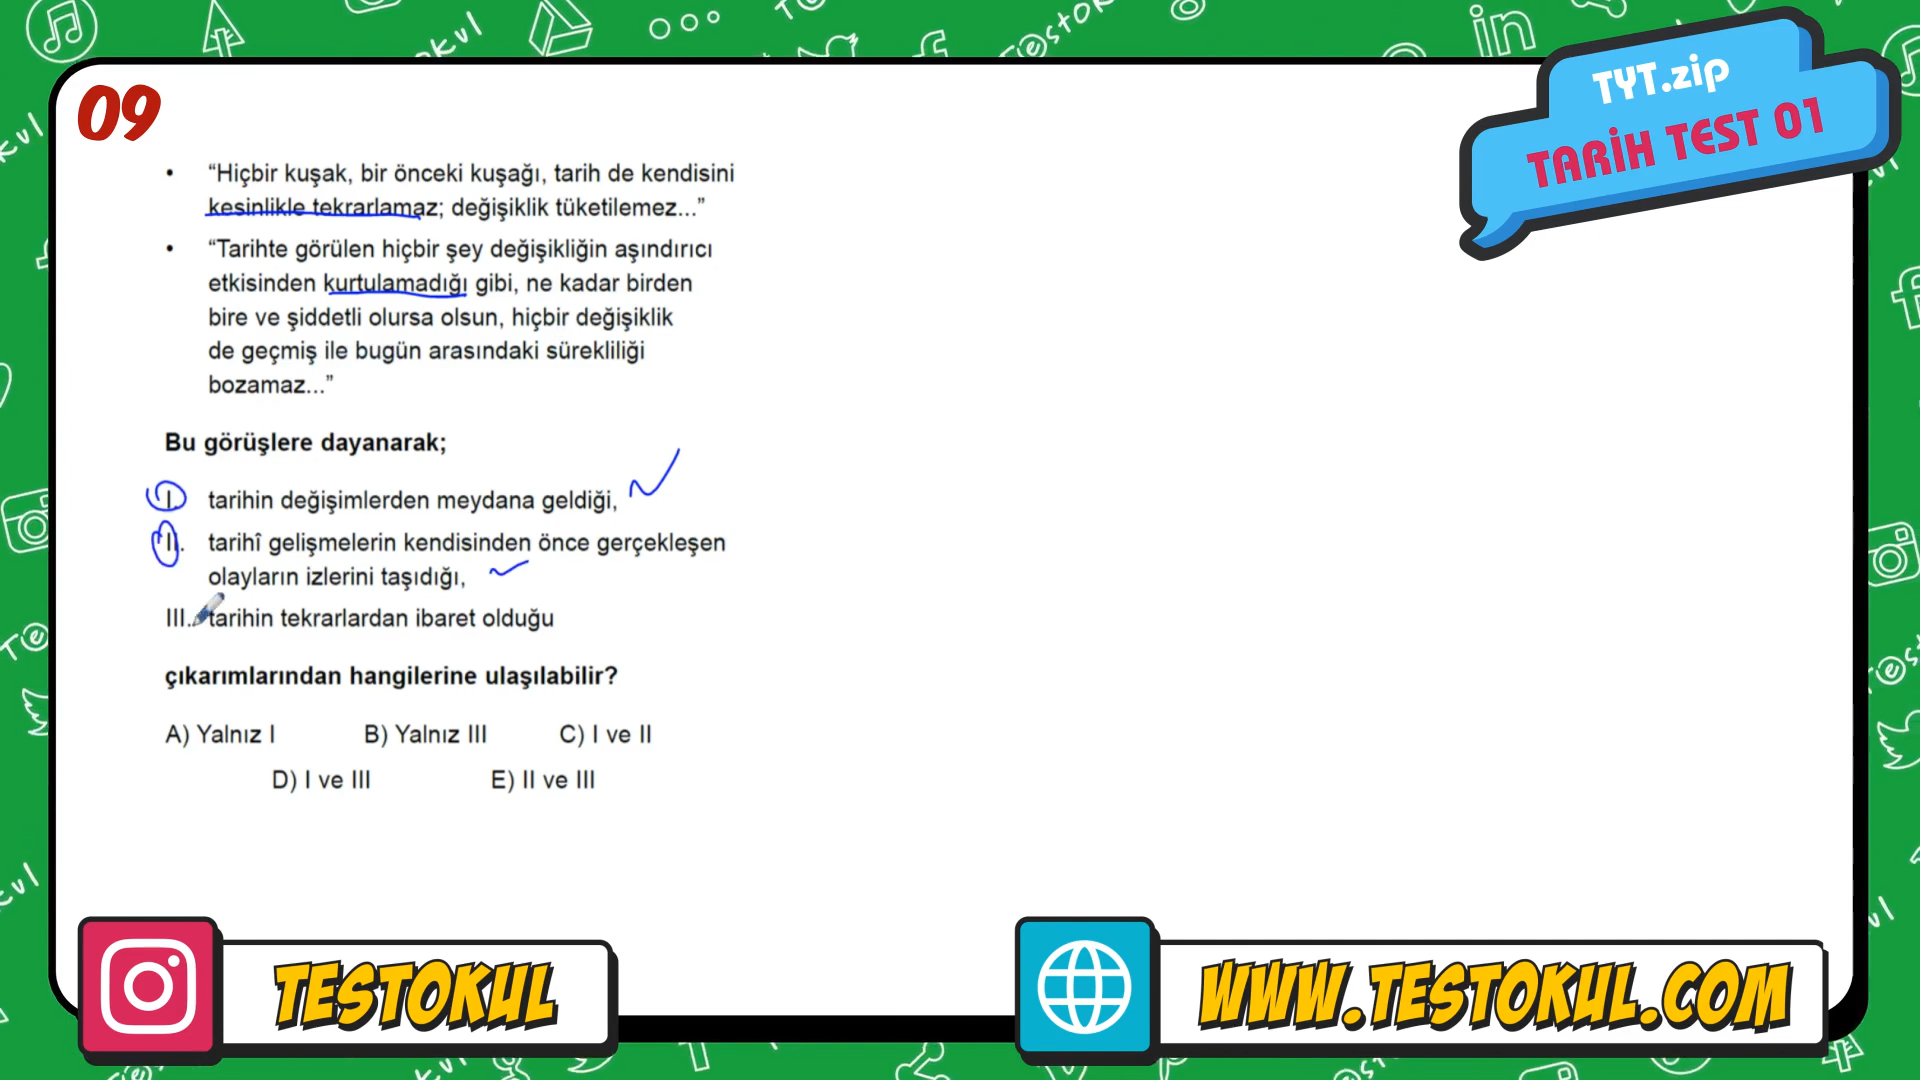 TYT.zip
TARİH TEST 01
09
• “Hiçbir kuşak, bir önceki kuşağı, tarih de kendisini
kesinlikle tekrarlamaz; değişiklik tüketilemez...”
• “Tarihte görülen hiçbir şey değişikliğin aşındırıcı
etkisinden kurtulamadığı gibi, ne kadar birden
bire ve şiddetli olursa olsun, hiçbir değişiklik
de geçmiş ile bugün arasındaki sürekliliği
bozamaz...”
Bu görüşlere dayanarak;
I. tarihin değişimlerden meydana geldiği,
II. tarihî gelişmelerin kendisinden önce gerçekleşen
olayların izlerini taşıdığı,
III. tarihin tekrarlardan ibaret olduğu
çıkarımlarından hangilerine ulaşılabilir?
A) Yalnız I B) Yalnız III C) I ve II
D) I ve III E) II ve III
TESTOKUL
WWW.TESTOKUL.COM